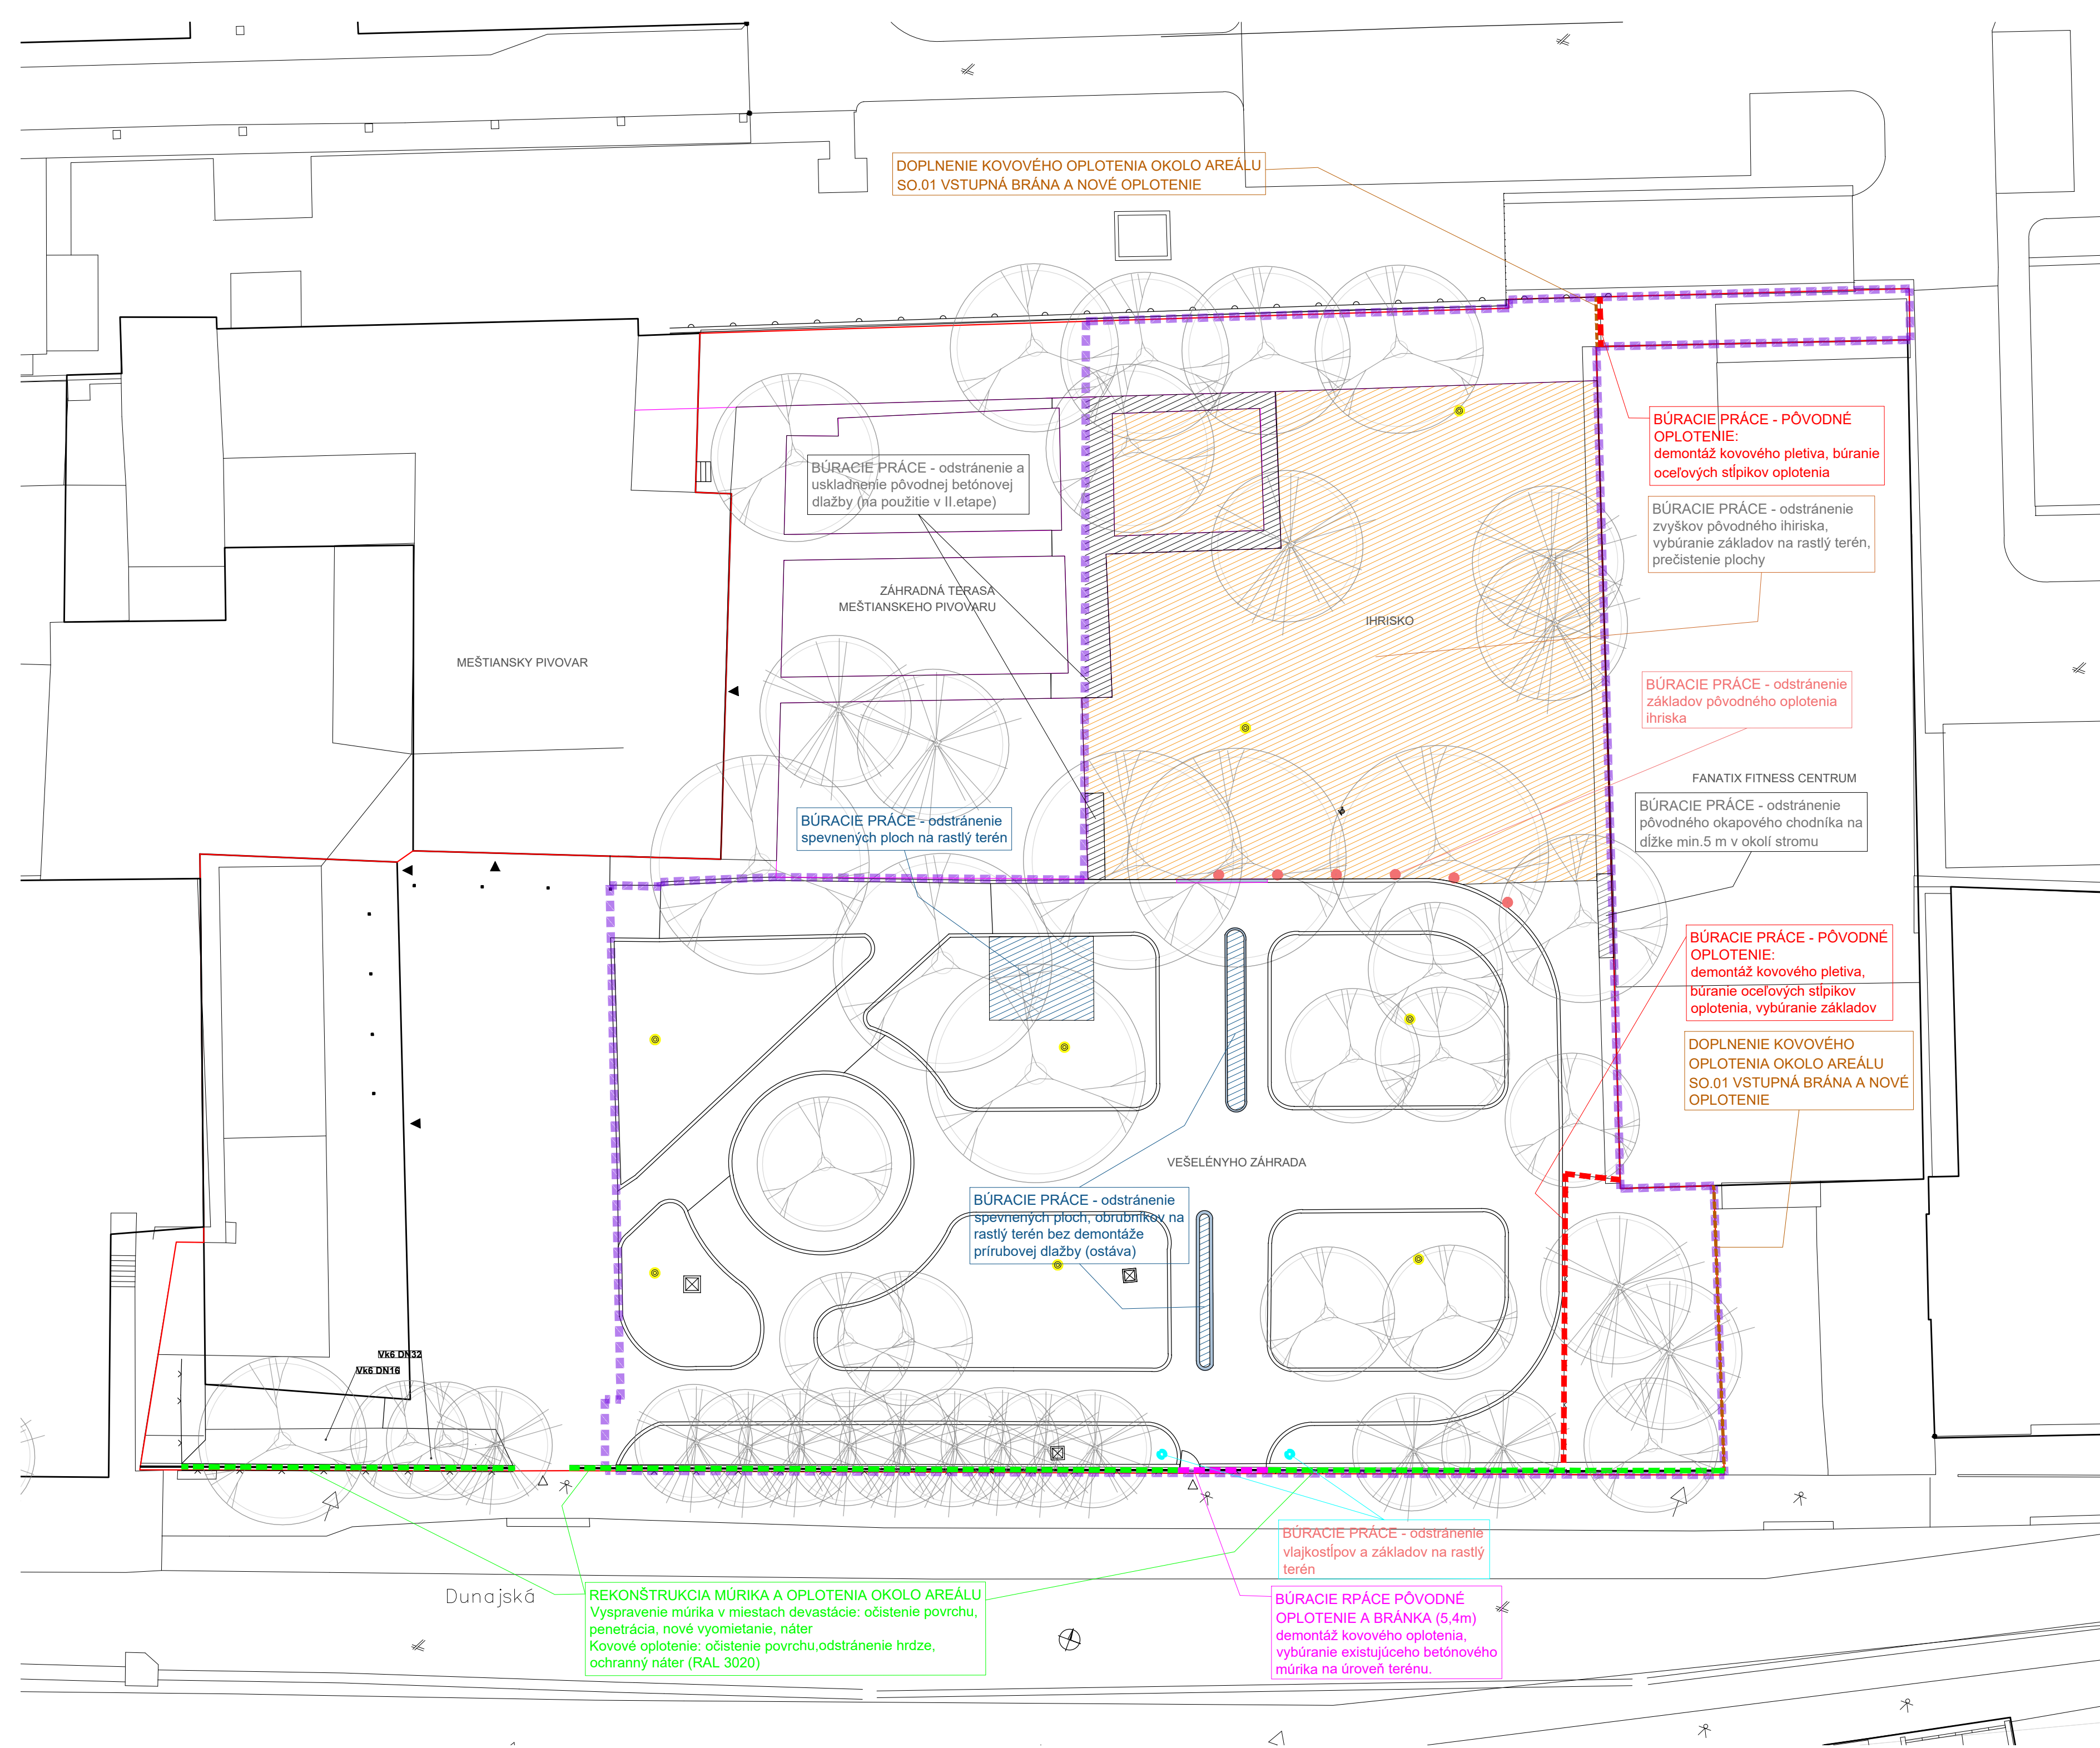 DOPLNENIE KOVOVÉHO OPLOTENIA OKOLO AREÁLU
SO.01 VSTUPNÁ BRÁNA A NOVÉ OPLOTENIE
BÚRACIE PRÁCE - PÔVODNÉ
OPLOTENIE:
demontáž kovového pletiva, búranie
oceľových stĺpikov oplotenia
BÚRACIE PRÁCE - odstránenie a
uskladnenie pôvodnej betónovej
dlažby (na použitie v II.etape)
BÚRACIE PRÁCE - odstránenie
zvyškov pôvodného ihiriska,
vybúranie základov na rastlý terén,
prečistenie plochy
ZÁHRADNÁ TERASA
MEŠTIANSKEHO PIVOVARU
IHRISKO
MEŠTIANSKY PIVOVAR
BÚRACIE PRÁCE - odstránenie
základov pôvodného oplotenia
ihriska
FANATIX FITNESS CENTRUM
BÚRACIE PRÁCE - odstránenie
pôvodného okapového chodníka na
dĺžke min.5 m v okolí stromu
BÚRACIE PRÁCE - odstránenie
spevnených ploch na rastlý terén
BÚRACIE PRÁCE - PÔVODNÉ
OPLOTENIE:
demontáž kovového pletiva,
búranie oceľových stĺpikov
oplotenia, vybúranie základov
DOPLNENIE KOVOVÉHO
OPLOTENIA OKOLO AREÁLU
SO.01 VSTUPNÁ BRÁNA A NOVÉ
OPLOTENIE
VEŠELÉNYHO ZÁHRADA
BÚRACIE PRÁCE - odstránenie
spevnených ploch, obrubníkov na
rastlý terén bez demontáže
prírubovej dlažby (ostáva)
Vk6 DN32
Vk6 DN16
BÚRACIE PRÁCE - odstránenie
vlajkostĺpov a základov na rastlý
terén
Dunajská
REKONŠTRUKCIA MÚRIKA A OPLOTENIA OKOLO AREÁLU
Vyspravenie múrika v miestach devastácie: očistenie povrchu,
penetrácia, nové vyomietanie, náter
Kovové oplotenie: očistenie povrchu,odstránenie hrdze,
ochranný náter (RAL 3020)
BÚRACIE RPÁCE PÔVODNÉ
OPLOTENIE A BRÁNKA (5,4m)
demontáž kovového oplotenia,
vybúranie existujúceho betónového
múrika na úroveň terénu.